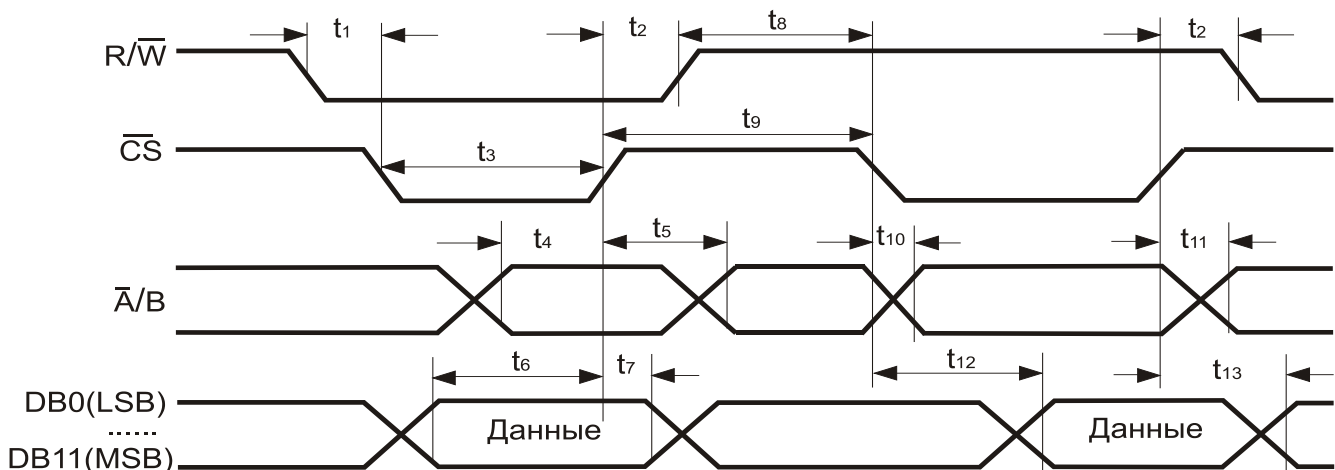 t1 t2 t8 t2
R/W̅
t9
C̅S̅
t3
t4 t5 t10 t11
A̅/B
t6 t7 t12 t13
DB0(LSB)
Данные Данные
......
DB11(MSB)